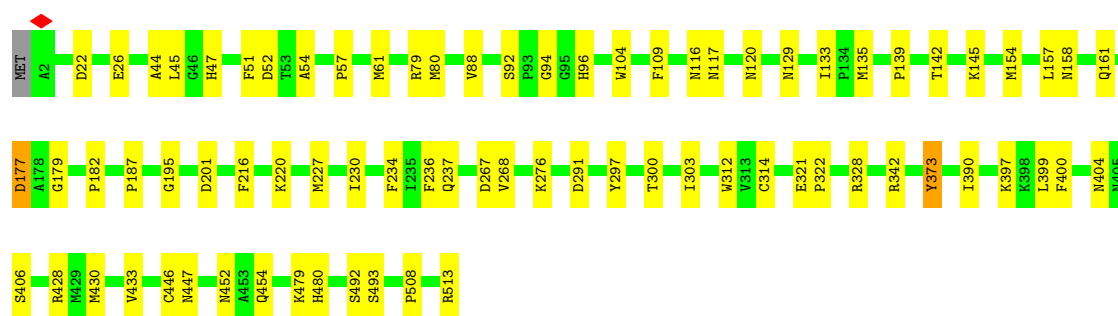 MET A2 D22 E26 A44 L45 G46 H47 F51 D52 T53 A54 P57 M61 R79 M80 V88 S92 P93 G94 G95 H96 W104 F109 N116 N117 N120 N129 I133 P134 M135 P139 T142 K145 M154 L157 N158 Q161
D177 A178 G179 P182 P187 G195 D201 F216 K220 M227 I230 F234 I235 F236 Q237 D267 V268 K276 D291 Y297 T300 I303 W312 V313 C314 E321 P322 R328 R342 Y373 I390 K397 K398 L399 F400 N404 N405
S406 R428 M429 M430 V433 C446 N447 N452 A453 Q454 K479 H480 S492 S493 P508 R513